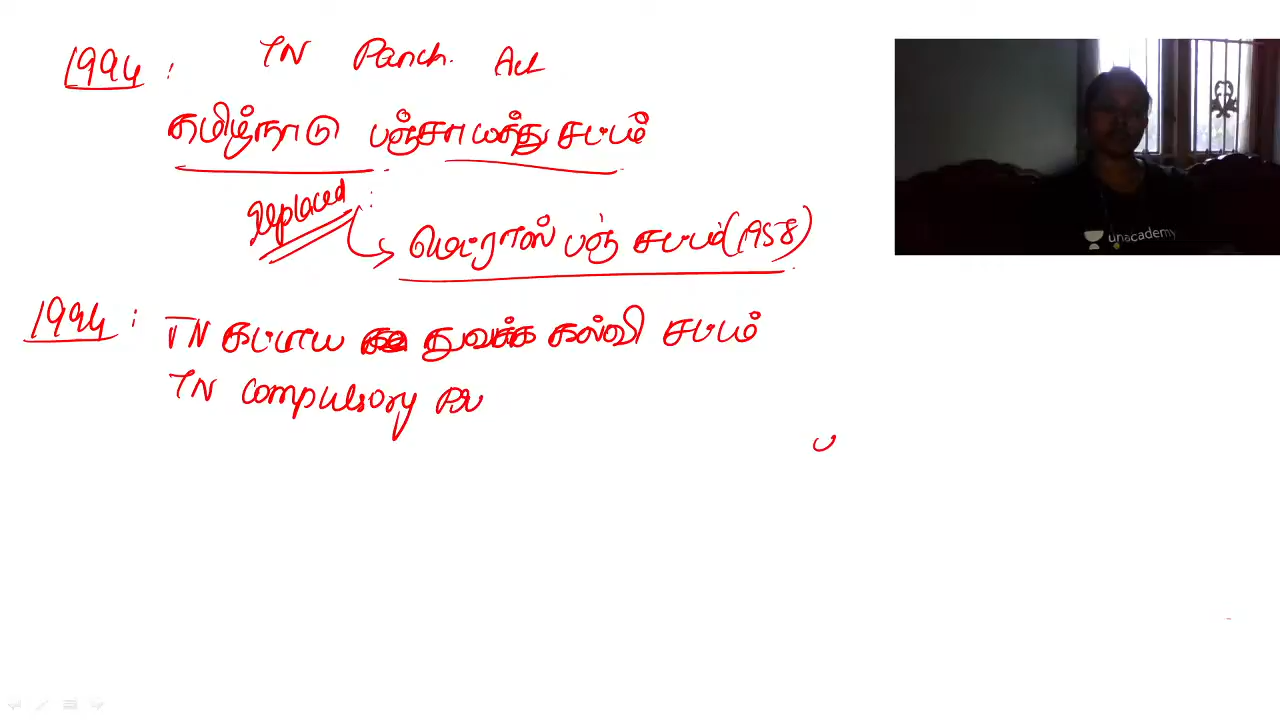 1994 : TN Panch. Act
தமிழ்நாடு பஞ்சாயத்து சட்டம்
Replaced :
மெட்ராஸ் பஞ் சட்டம் (1958)
1994 : TN கட்டாய துவக்க கல்வி சட்டம்
TN Compulsory
unacademy